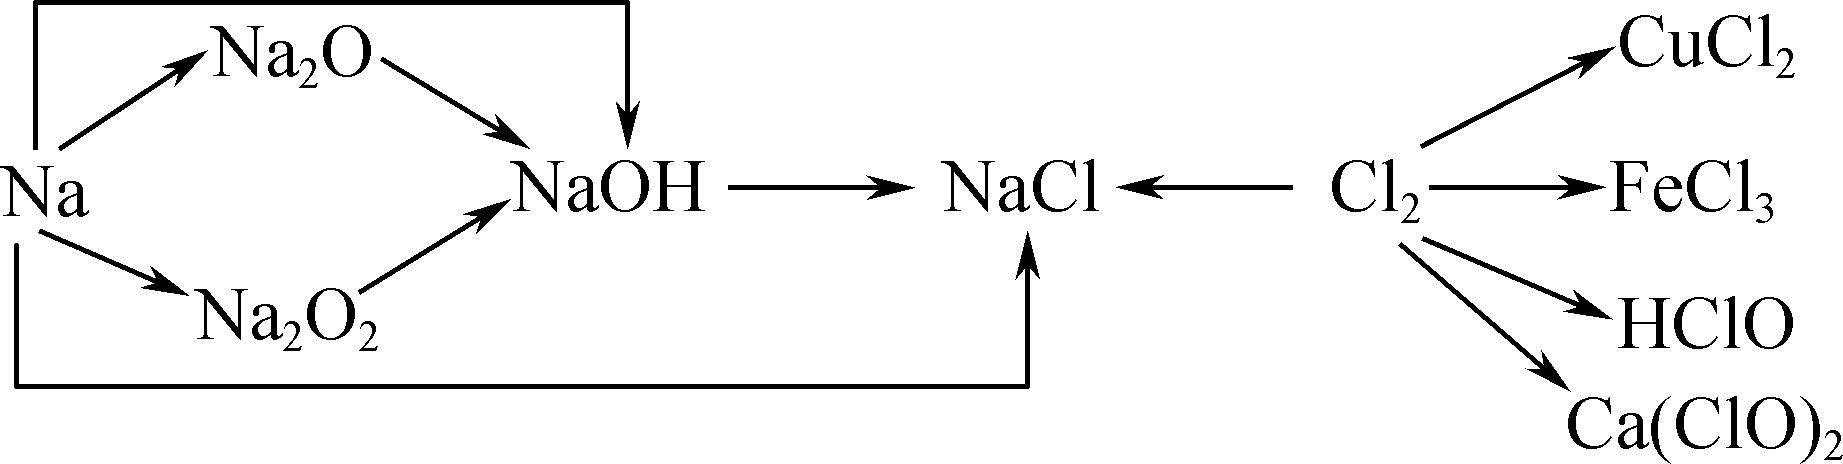 Na₂O
CuCl₂
Na
NaOH
NaCl
Cl₂
FeCl₃
Na₂O₂
HClO
Ca(ClO)₂